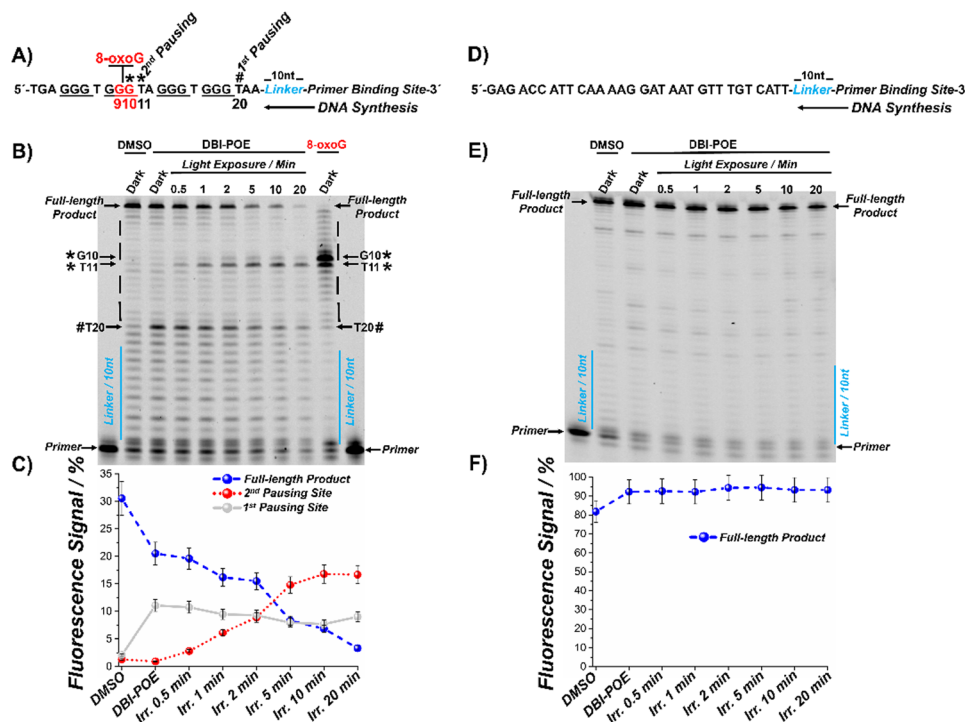 A)
8-oxoG
2nd Pausing
1st Pausing
* *
#
10nt
5´-TGA GGGT GGGTA GGGT GGGTAA-Linker-Primer Binding Site-3´
91011
20
DNA Synthesis
B)
DMSO
DBI-POE
8-oxoG
Light Exposure / Min
Dark
Dark
0.5 1 2 5 10 20
Dark
Full-length Product
Full-length Product
*G10
G10*
*T11
T11*
#T20
T20#
Linker / 10nt
Linker / 10nt
Primer
Primer
C)
Fluorescence Signal / %
35
30
25
20
15
10
5
0
Full-length Product
2nd Pausing Site
1st Pausing Site
DMSO
DBI-POE
Irr. 0.5 min
Irr. 1 min
Irr. 2 min
Irr. 5 min
Irr. 10 min
Irr. 20 min
D)
10nt
5´-GAG ACC ATT CAA AAG GAT AAT GTT TGT CATT-Linker-Primer Binding Site-3
DNA Synthesis
E)
DMSO
DBI-POE
Light Exposure / Min
Dark
Dark
0.5 1 2 5 10 20
Full-length Product
Full-length Product
Linker / 10nt
Linker / 10nt
Primer
Primer
F)
Fluorescence Signal / %
100
90
80
70
60
50
40
30
20
10
0
Full-length Product
DMSO
DBI-POE
Irr. 0.5 min
Irr. 1 min
Irr. 2 min
Irr. 5 min
Irr. 10 min
Irr. 20 min